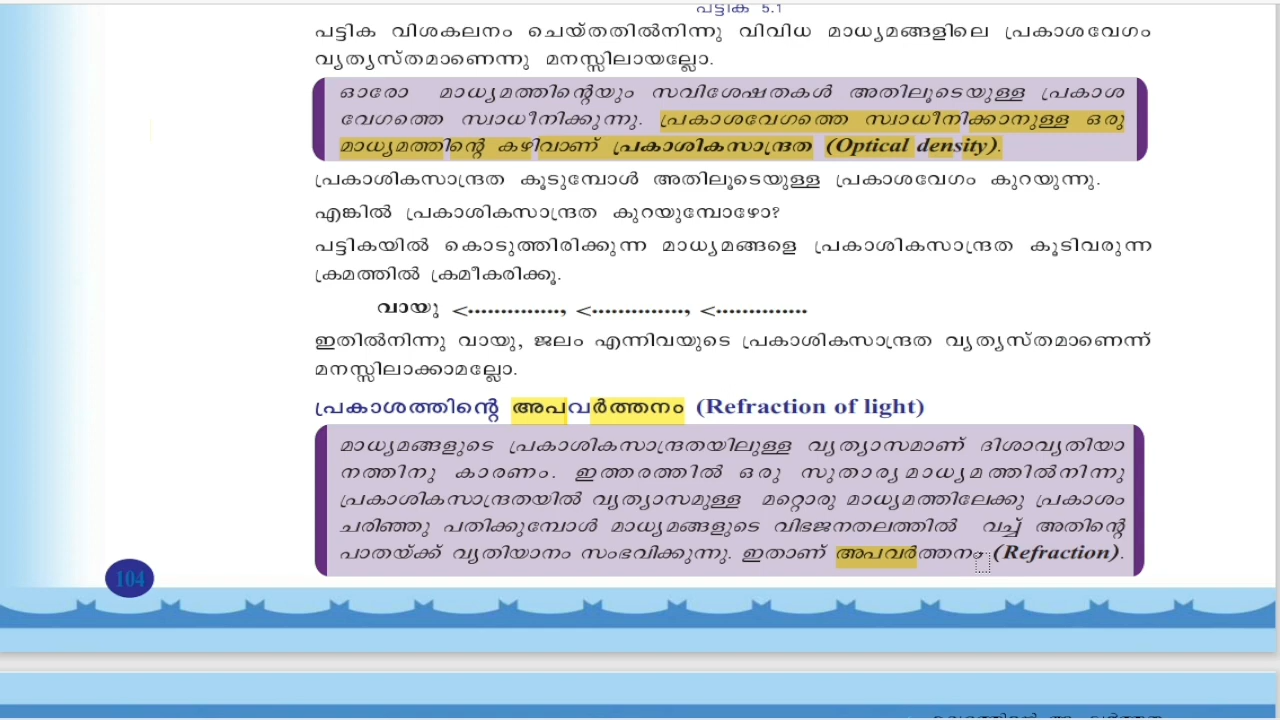 പട്ടിക 5.1
പട്ടിക വിശകലനം ചെയ്തതിൽനിന്നു വിവിധ മാധ്യമങ്ങളിലെ പ്രകാശവേഗം
വ്യത്യസ്തമാണെന്നു മനസ്സിലായല്ലോ.
ഓരോ മാധ്യമത്തിന്റെയും സവിശേഷതകൾ അതിലൂടെയുള്ള പ്രകാശ
വേഗത്തെ സ്വാധീനിക്കുന്നു. പ്രകാശവേഗത്തെ സ്വാധീനിക്കാനുള്ള ഒരു
മാധ്യമത്തിന്റെ കഴിവാണ് പ്രകാശികസാന്ദ്രത (Optical density).
പ്രകാശികസാന്ദ്രത കൂടുമ്പോൾ അതിലൂടെയുള്ള പ്രകാശവേഗം കുറയുന്നു.
എങ്കിൽ പ്രകാശികസാന്ദ്രത കുറയുമ്പോഴോ?
പട്ടികയിൽ കൊടുത്തിരിക്കുന്ന മാധ്യമങ്ങളെ പ്രകാശികസാന്ദ്രത കൂടിവരുന്ന
ക്രമത്തിൽ ക്രമീകരിക്കൂ.
വായു <.............., <.............., <..............
ഇതിൽനിന്നു വായു, ജലം എന്നിവയുടെ പ്രകാശികസാന്ദ്രത വ്യത്യസ്തമാണെന്ന്
മനസ്സിലാക്കാമല്ലോ.
പ്രകാശത്തിന്റെ അപവർത്തനം (Refraction of light)
മാധ്യമങ്ങളുടെ പ്രകാശികസാന്ദ്രതയിലുള്ള വ്യത്യാസമാണ് ദിശാവ്യതിയാ
നത്തിനു കാരണം. ഇത്തരത്തിൽ ഒരു സുതാര്യമാധ്യമത്തിൽനിന്നു
പ്രകാശികസാന്ദ്രതയിൽ വ്യത്യാസമുള്ള മറ്റൊരു മാധ്യമത്തിലേക്കു പ്രകാശം
ചരിഞ്ഞു പതിക്കുമ്പോൾ മാധ്യമങ്ങളുടെ വിഭജനതലത്തിൽ വച്ച് അതിന്റെ
പാതയ്ക്ക് വ്യതിയാനം സംഭവിക്കുന്നു. ഇതാണ് അപവർത്തനം (Refraction).
104